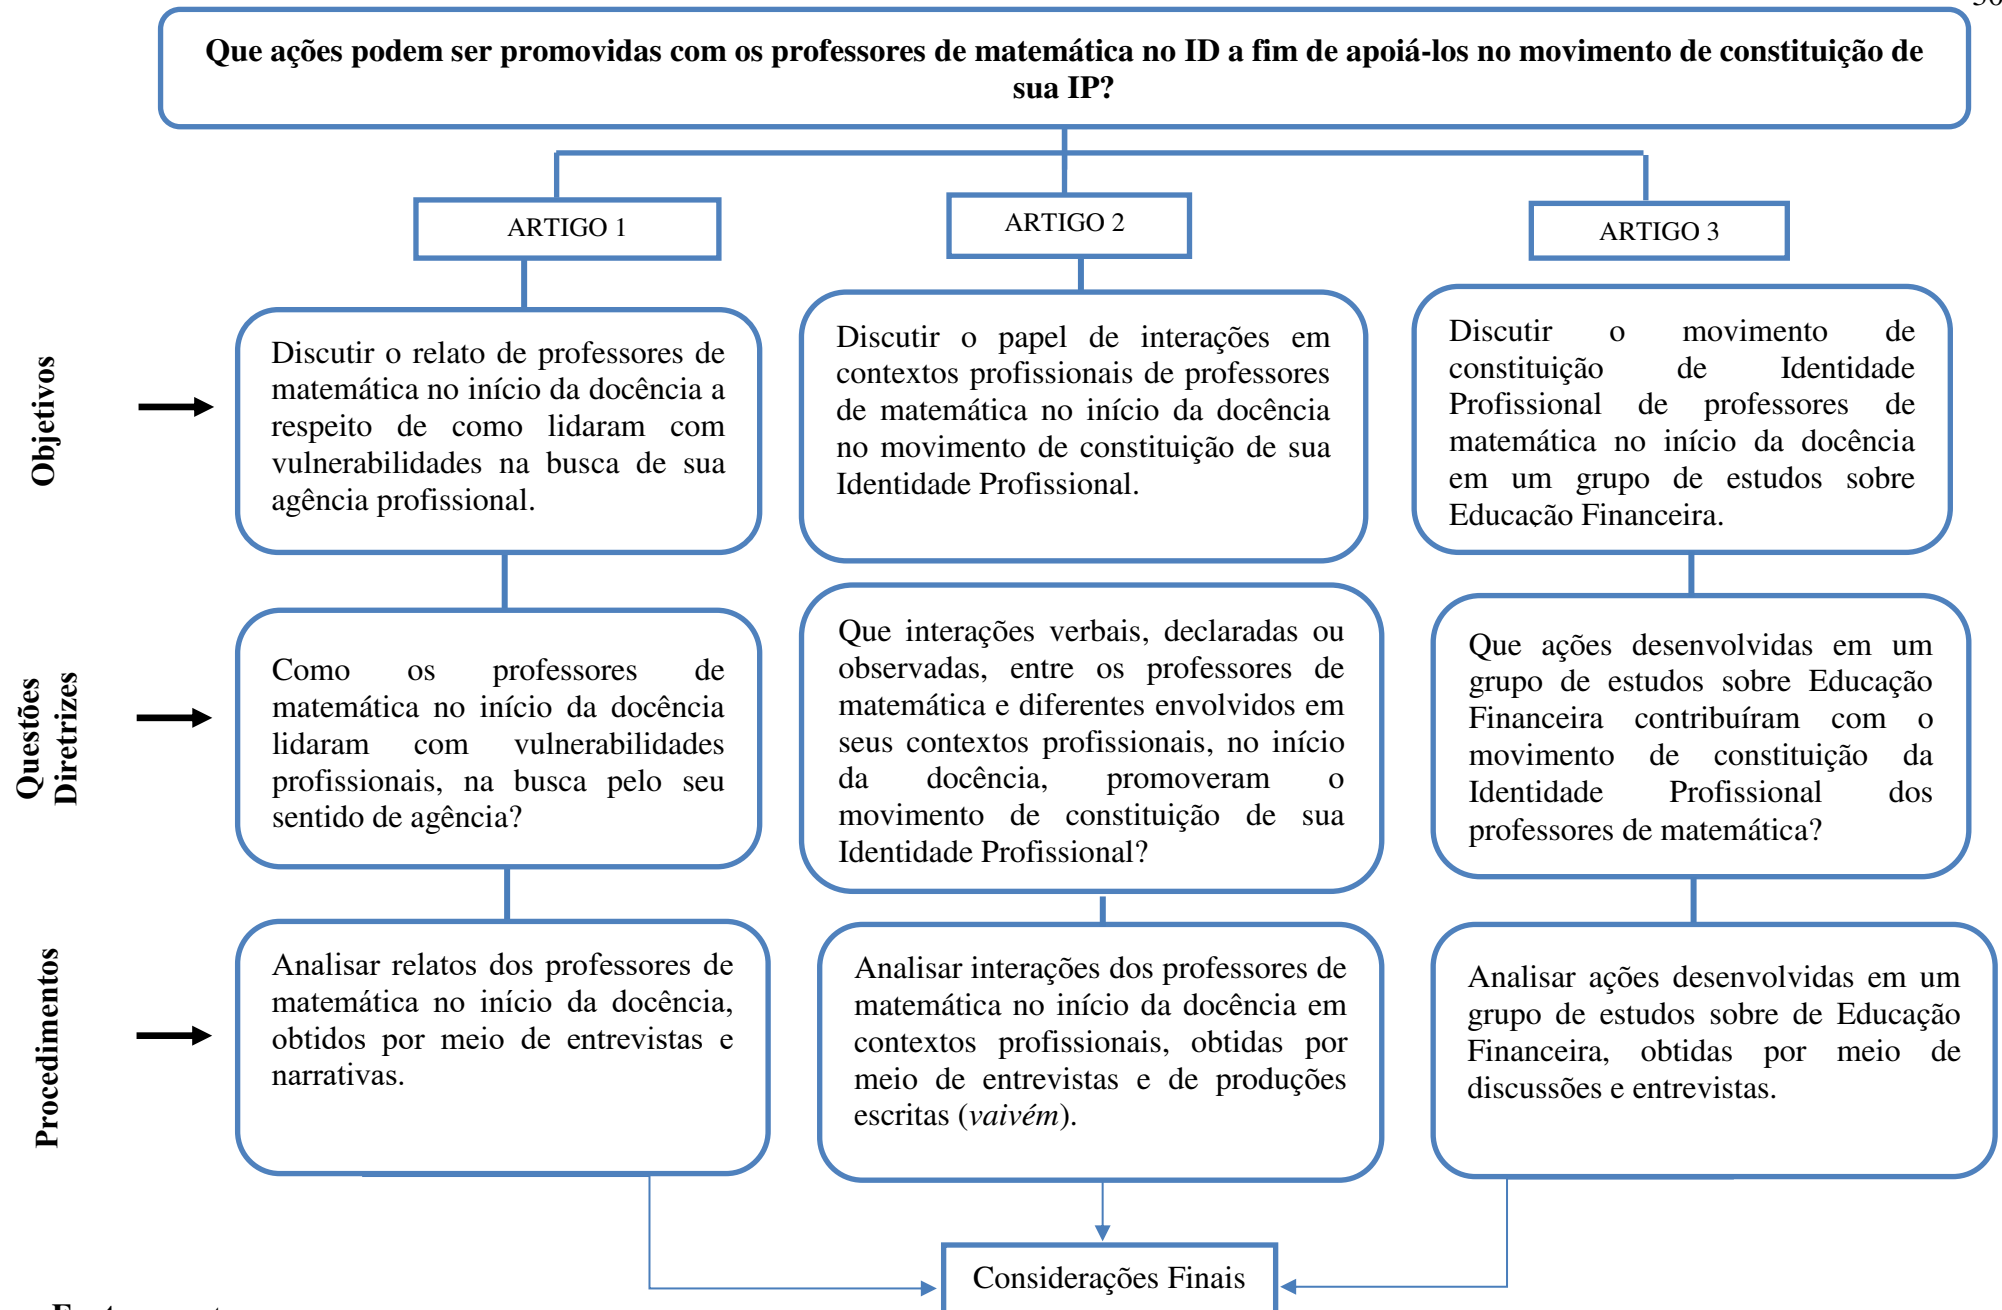 Que ações podem ser promovidas com os professores de matemática no ID a fim de apoiá-los no movimento de constituição de
sua IP?
ARTIGO 1
ARTIGO 2
ARTIGO 3
Objetivos
Discutir o relato de professores de
matemática no início da docência a
respeito de como lidaram com
vulnerabilidades na busca de sua
agência profissional.
Discutir o papel de interações em
contextos profissionais de professores
de matemática no início da docência
no movimento de constituição de sua
Identidade Profissional.
Discutir o movimento de
constituição de Identidade
Profissional de professores de
matemática no início da docência
em um grupo de estudos sobre
Educação Financeira.
Questões
Diretrizes
Como os professores de
matemática no início da docência
lidaram com vulnerabilidades
profissionais, na busca pelo seu
sentido de agência?
Que interações verbais, declaradas ou
observadas, entre os professores de
matemática e diferentes envolvidos em
seus contextos profissionais, no início
da docência, promoveram o
movimento de constituição de sua
Identidade Profissional?
Que ações desenvolvidas em um
grupo de estudos sobre Educação
Financeira contribuíram com o
movimento de constituição da
Identidade Profissional dos
professores de matemática?
Procedimentos
Analisar relatos dos professores de
matemática no início da docência,
obtidos por meio de entrevistas e
narrativas.
Analisar interações dos professores de
matemática no início da docência em
contextos profissionais, obtidas por
meio de entrevistas e de produções
escritas (vaivém).
Analisar ações desenvolvidas em um
grupo de estudos sobre de Educação
Financeira, obtidas por meio de
discussões e entrevistas.
Considerações Finais